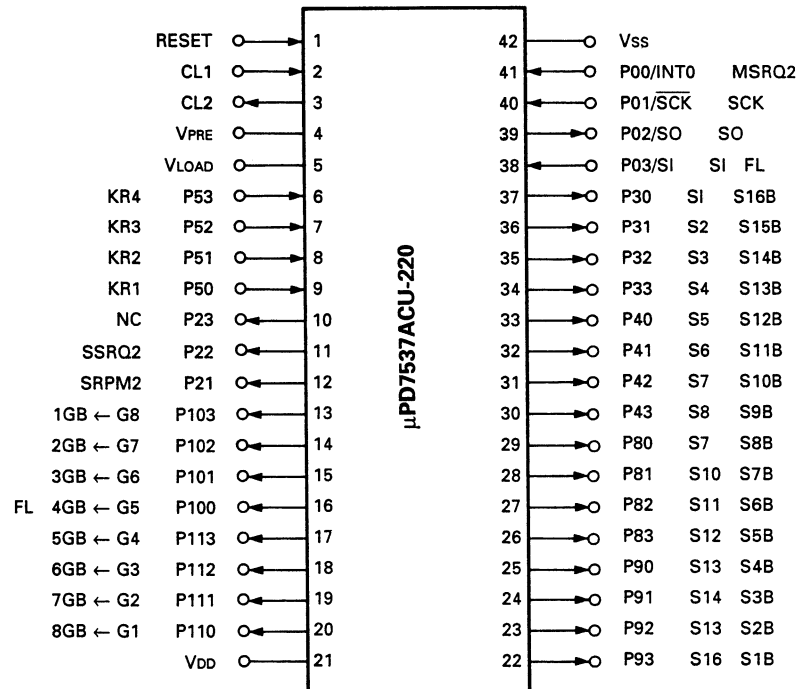 RESET 1 42 Vss
CL1 2 41 P00/INT0 MSRQ2
CL2 3 40 P01/SCK SCK
VPRE 4 39 P02/SO SO
VLOAD 5 38 P03/SI SI FL
KR4 P53 6 37 P30 SI S16B
KR3 P52 7 36 P31 S2 S15B
KR2 P51 8 35 P32 S3 S14B
KR1 P50 9 34 P33 S4 S13B
NC P23 10 33 P40 S5 S12B
SSRQ2 P22 11 32 P41 S6 S11B
SRPM2 P21 12 31 P42 S7 S10B
1GB ← G8 P103 13 30 P43 S8 S9B
2GB ← G7 P102 14 29 P80 S7 S8B
3GB ← G6 P101 15 28 P81 S10 S7B
FL 4GB ← G5 P100 16 27 P82 S11 S6B
5GB ← G4 P113 17 26 P83 S12 S5B
6GB ← G3 P112 18 25 P90 S13 S4B
7GB ← G2 P111 19 24 P91 S14 S3B
8GB ← G1 P110 20 23 P92 S13 S2B
VDD 21 22 P93 S16 S1B
μPD7537ACU-220